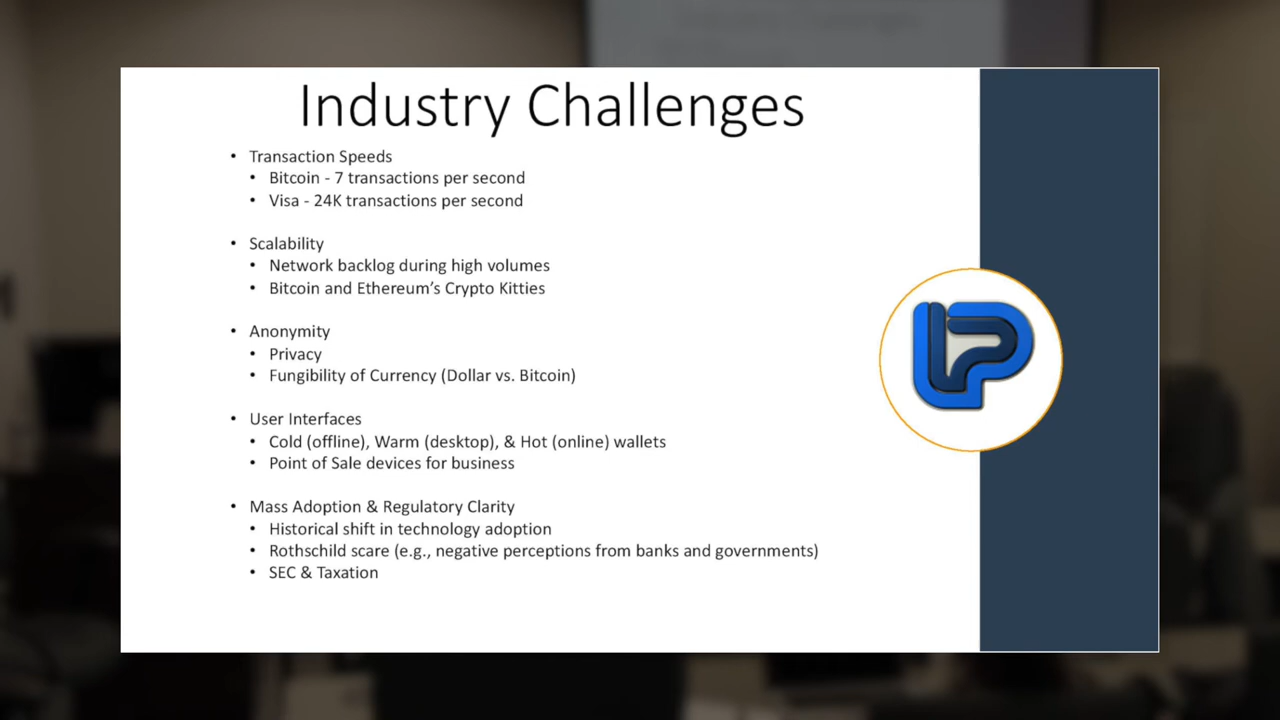 Industry Challenges
• Transaction Speeds
• Bitcoin - 7 transactions per second
• Visa - 24K transactions per second
• Scalability
• Network backlog during high volumes
• Bitcoin and Ethereum’s Crypto Kitties
• Anonymity
• Privacy
• Fungibility of Currency (Dollar vs. Bitcoin)
• User Interfaces
• Cold (offline), Warm (desktop), & Hot (online) wallets
• Point of Sale devices for business
• Mass Adoption & Regulatory Clarity
• Historical shift in technology adoption
• Rothschild scare (e.g., negative perceptions from banks and governments)
• SEC & Taxation